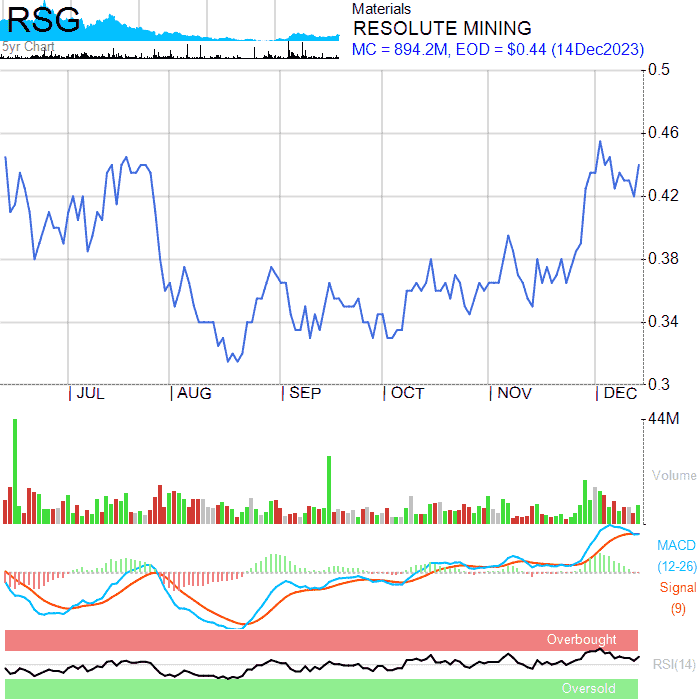 RSG
5yr Chart
Materials
RESOLUTE MINING
MC = 894.2M, EOD = $0.44 (14Dec2023)
0.5
0.46
0.42
0.38
0.34
0.3
JUL AUG SEP OCT NOV DEC
44M
Volume
MACD
(12-26)
Signal
(9)
Overbought
RSI(14)
Oversold